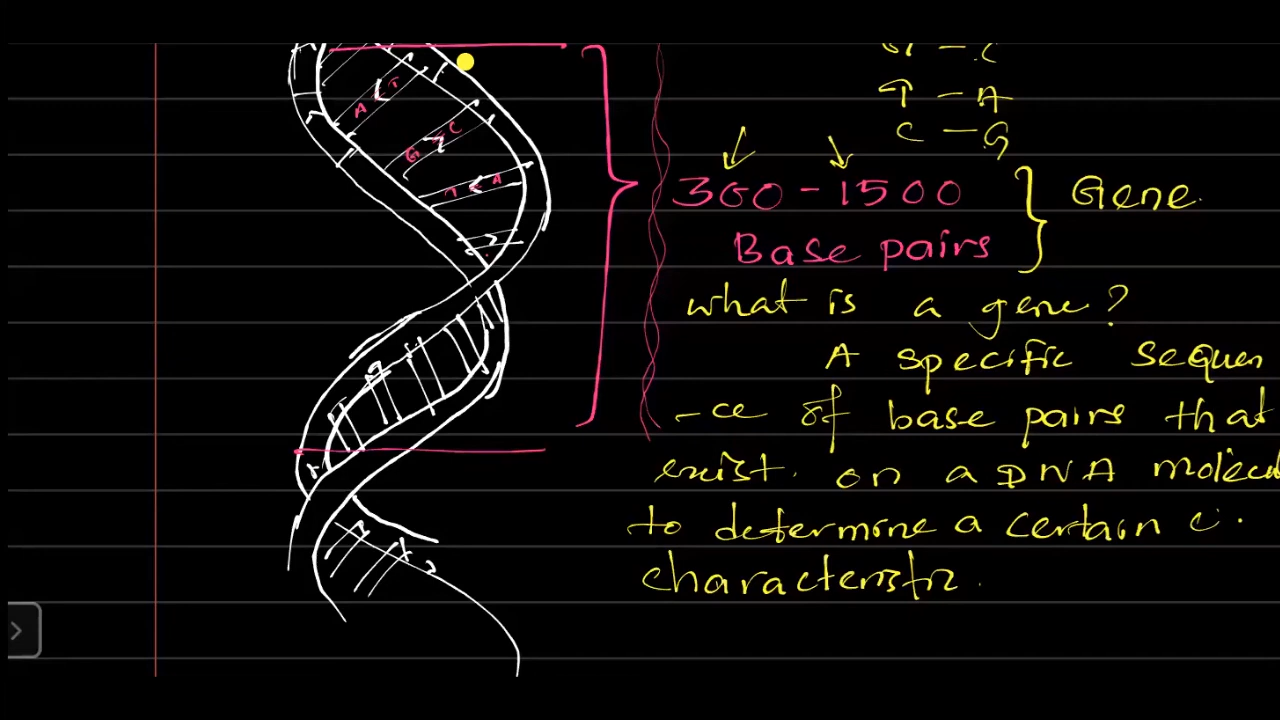 T - A
C - G
A T
G C
T A
360 - 1500
Base pairs
Gene
what is a gene?
A specific sequen
-ce of base pairs that
exist on a DNA molecu
to determine a certain c
characteristic.